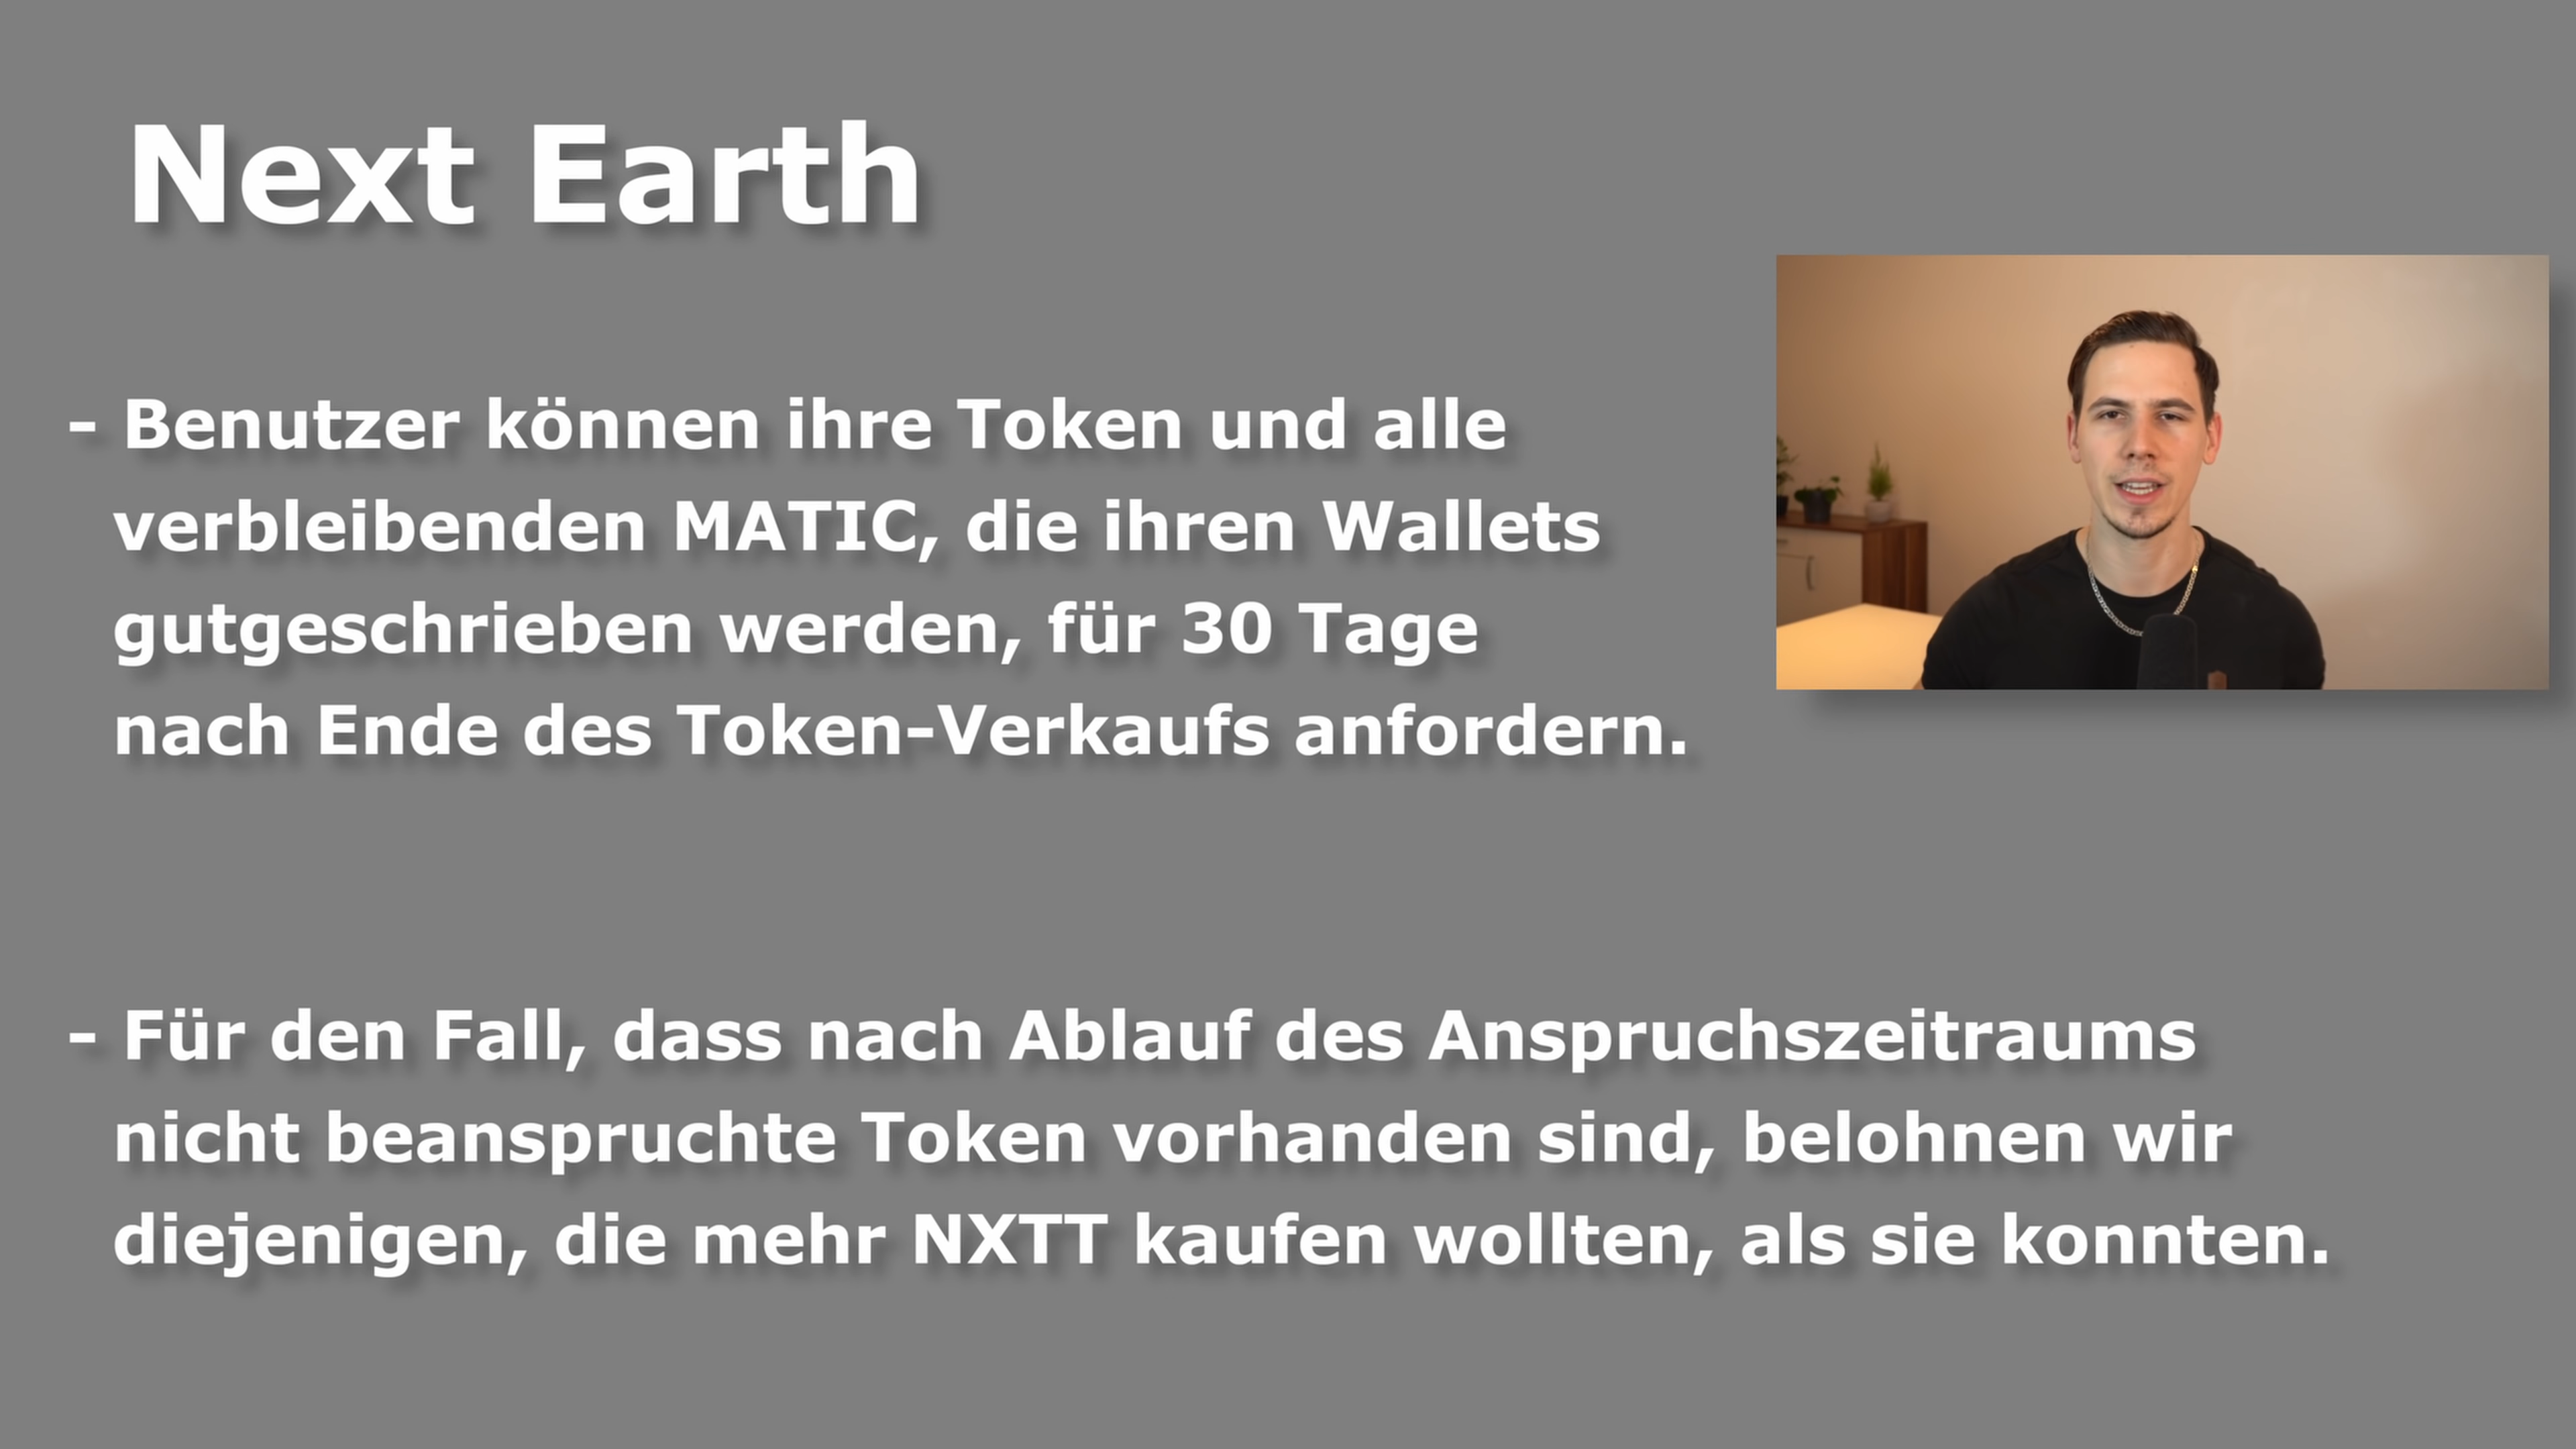 Next Earth
- Benutzer können ihre Token und alle
verbleibenden MATIC, die ihren Wallets
gutgeschrieben werden, für 30 Tage
nach Ende des Token-Verkaufs anfordern.
- Für den Fall, dass nach Ablauf des Anspruchszeitraums
nicht beanspruchte Token vorhanden sind, belohnen wir
diejenigen, die mehr NXTT kaufen wollten, als sie konnten.